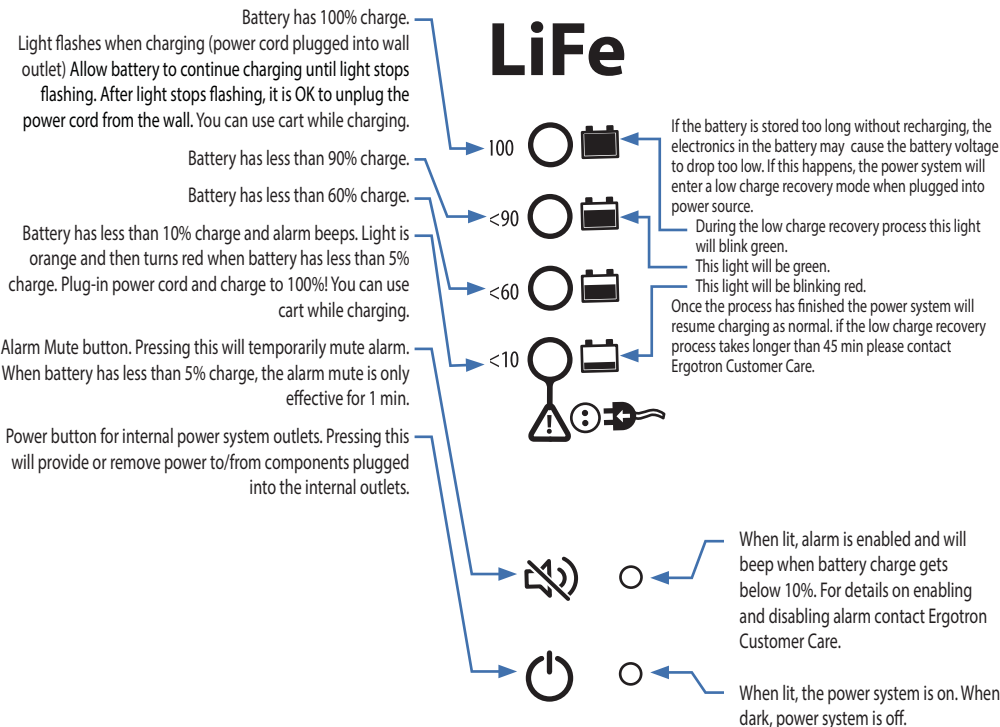 Battery has 100% charge.
Light flashes when charging (power cord plugged into wall
outlet) Allow battery to continue charging until light stops
flashing. After light stops flashing, it is OK to unplug the
power cord from the wall. You can use cart while charging.
Battery has less than 90% charge.
Battery has less than 60% charge.
Battery has less than 10% charge and alarm beeps. Light is
orange and then turns red when battery has less than 5%
charge. Plug-in power cord and charge to 100%! You can use
cart while charging.
Alarm Mute button. Pressing this will temporarily mute alarm.
When battery has less than 5% charge, the alarm mute is only
effective for 1 min.
Power button for internal power system outlets. Pressing this
will provide or remove power to/from components plugged
into the internal outlets.
LiFe
100
<90
<60
<10
If the battery is stored too long without recharging, the
electronics in the battery may cause the battery voltage
to drop too low. If this happens, the power system will
enter a low charge recovery mode when plugged into
power source.
During the low charge recovery process this light
will blink green.
This light will be green.
This light will be blinking red.
Once the process has finished the power system will
resume charging as normal. if the low charge recovery
process takes longer than 45 min please contact
Ergotron Customer Care.
When lit, alarm is enabled and will
beep when battery charge gets
below 10%. For details on enabling
and disabling alarm contact Ergotron
Customer Care.
When lit, the power system is on. When
dark, power system is off.